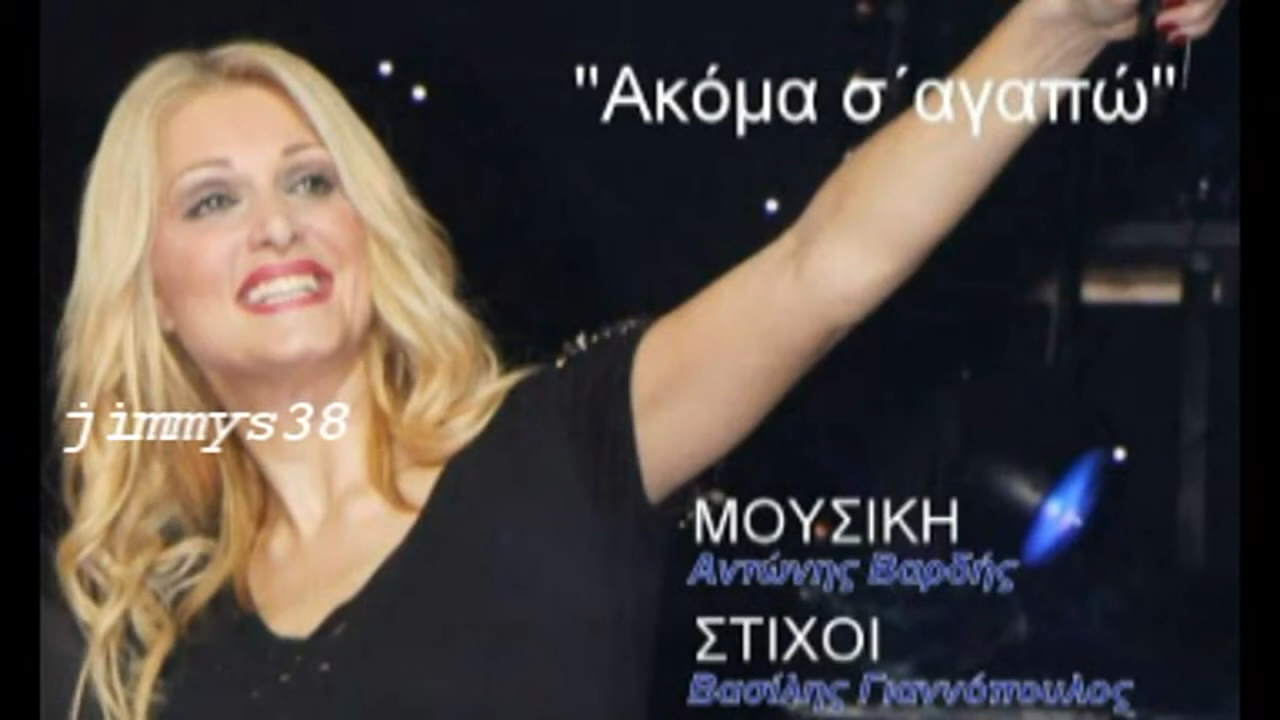 "Ακόμα σ΄αγαπώ"
jimmys38
ΜΟΥΣΙΚΗ
Αντώνης Βαρδής
ΣΤΙΧΟΙ
Βασίλης Γιαννόπουλος